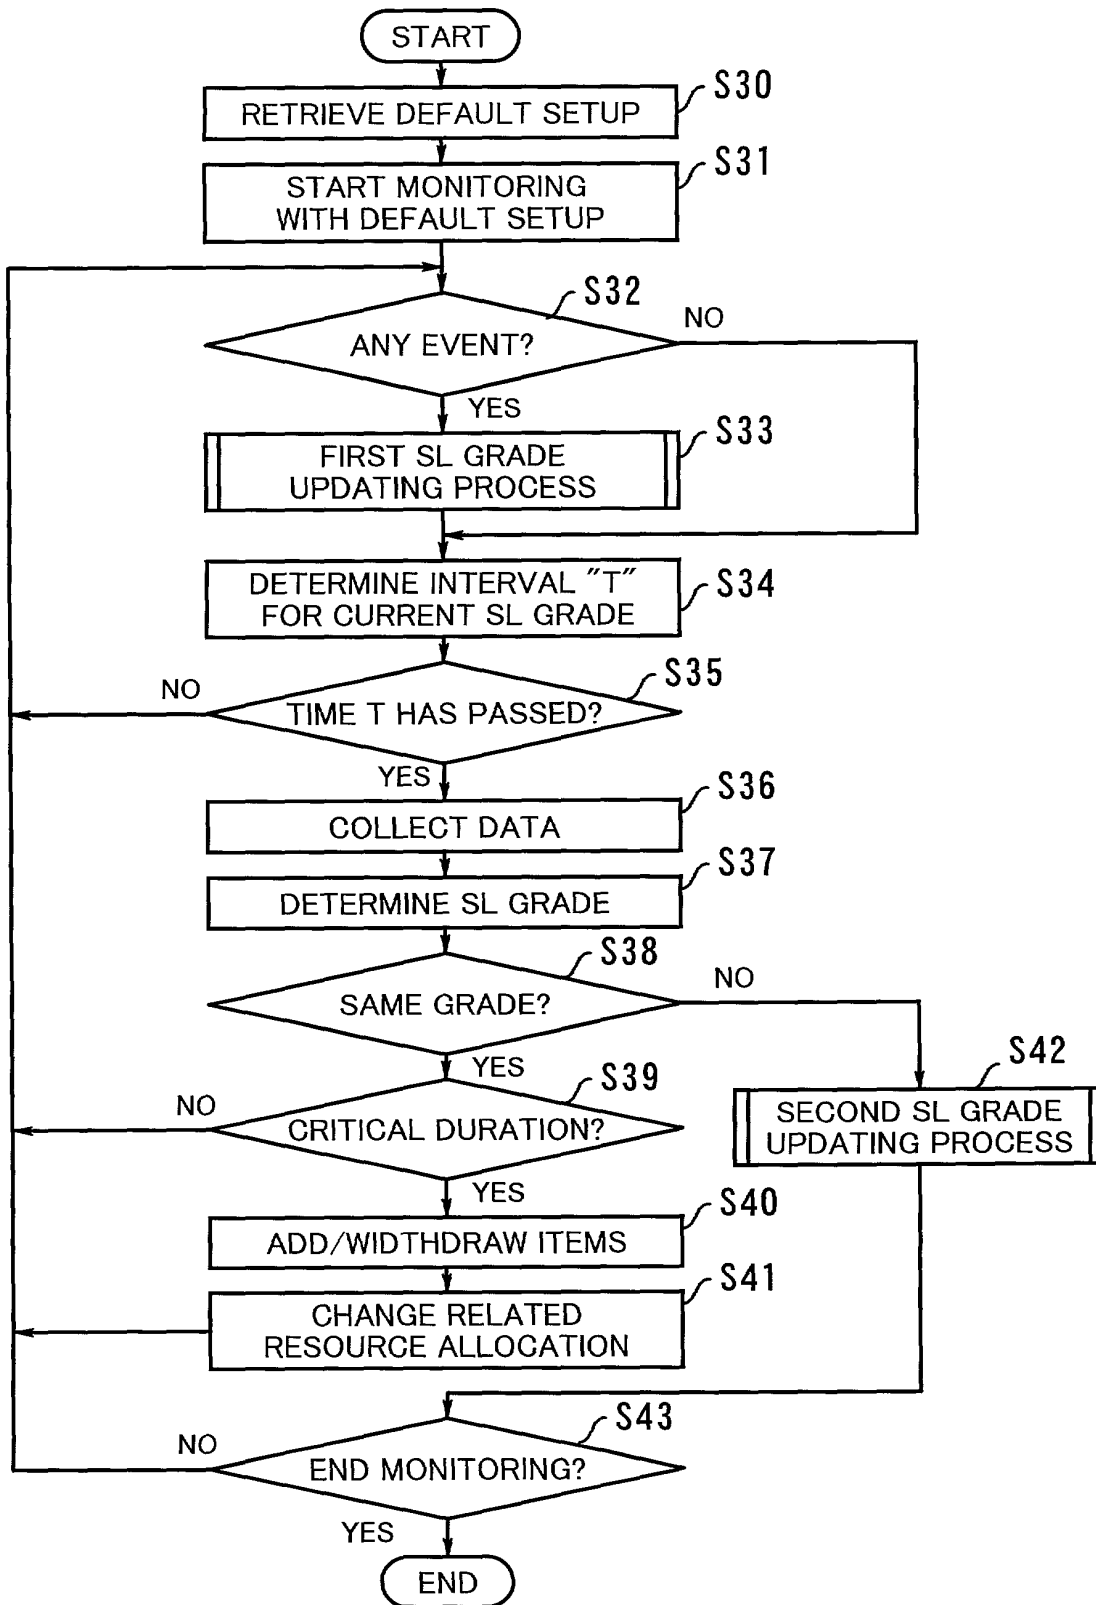 START
S30
RETRIEVE DEFAULT SETUP
S31
START MONITORING
WITH DEFAULT SETUP
S32
ANY EVENT?
NO
YES
S33
FIRST SL GRADE
UPDATING PROCESS
S34
DETERMINE INTERVAL "T"
FOR CURRENT SL GRADE
S35
NO
TIME T HAS PASSED?
YES
S36
COLLECT DATA
S37
DETERMINE SL GRADE
S38
SAME GRADE?
NO
YES
S42
SECOND SL GRADE
UPDATING PROCESS
S39
NO
CRITICAL DURATION?
YES
S40
ADD/WIDTHDRAW ITEMS
S41
CHANGE RELATED
RESOURCE ALLOCATION
S43
NO
END MONITORING?
YES
END